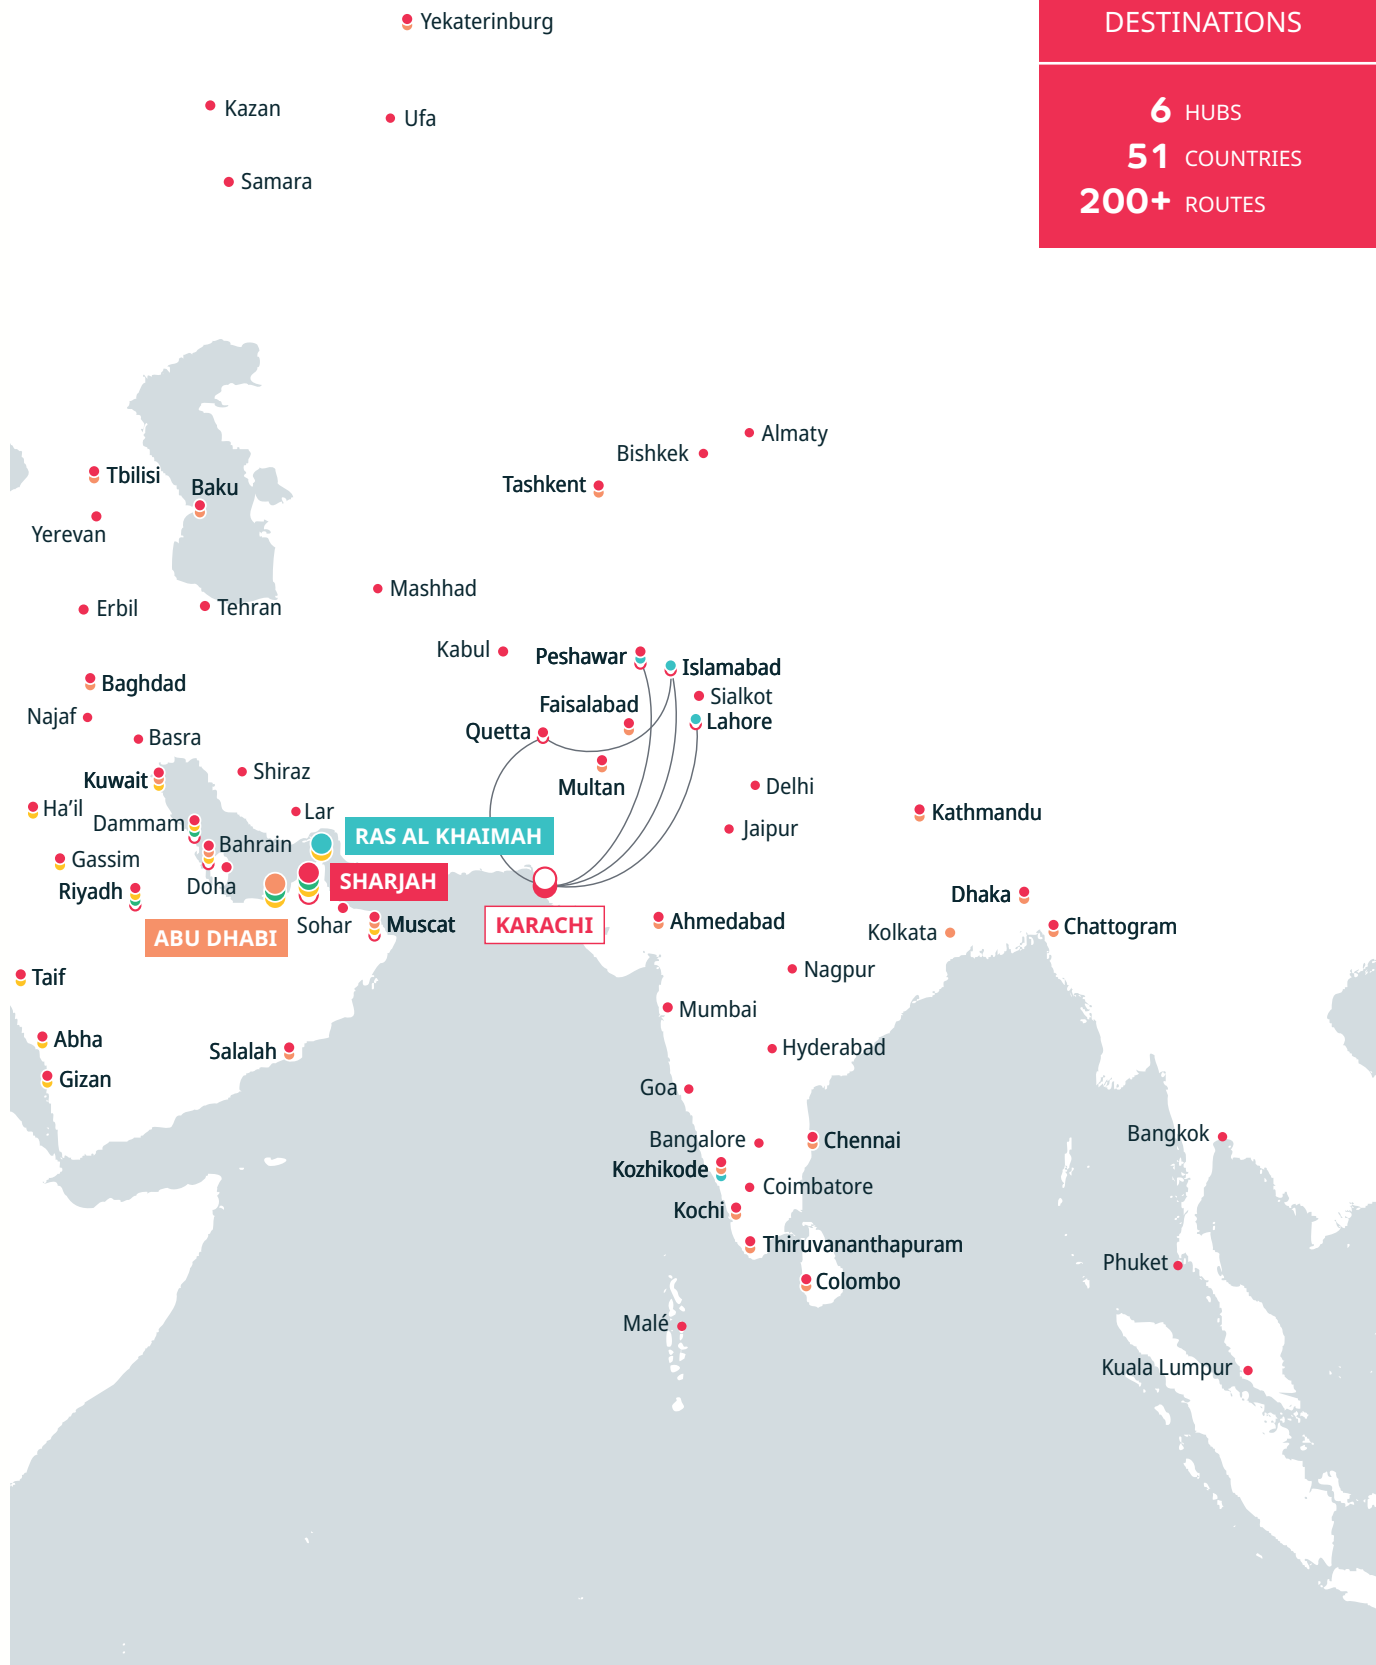 Yekaterinburg
DESTINATIONS
6 HUBS
51 COUNTRIES
200+ ROUTES
Kazan
Ufa
Samara
Almaty
Bishkek
Tbilisi
Tashkent
Baku
Yerevan
Mashhad
Erbil
Tehran
Kabul
Peshawar
Islamabad
Baghdad
Sialkot
Faisalabad
Najaf
Lahore
Quetta
Basra
Shiraz
Kuwait
Multan
Delhi
Ha'il
Lar
Kathmandu
Dammam
Jaipur
RAS AL KHAIMAH
Bahrain
Gassim
SHARJAH
Doha
Riyadh
Dhaka
Ahmedabad
Sohar
Muscat
KARACHI
Chattogram
Kolkata
ABU DHABI
Nagpur
Taif
Mumbai
Abha
Hyderabad
Salalah
Gizan
Goa
Bangkok
Bangalore
Chennai
Kozhikode
Coimbatore
Kochi
Thiruvananthapuram
Phuket
Colombo
Malé
Kuala Lumpur